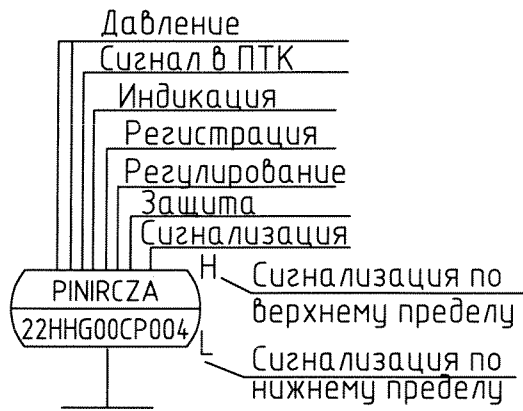 Давление
Сигнал в ПТК
Индикация
Регистрация
Регулирование
Защита
Сигнализация
H
Сигнализация по
верхнему пределу
PINIRCZA
22HHG00CP004
L
Сигнализация по
нижнему пределу